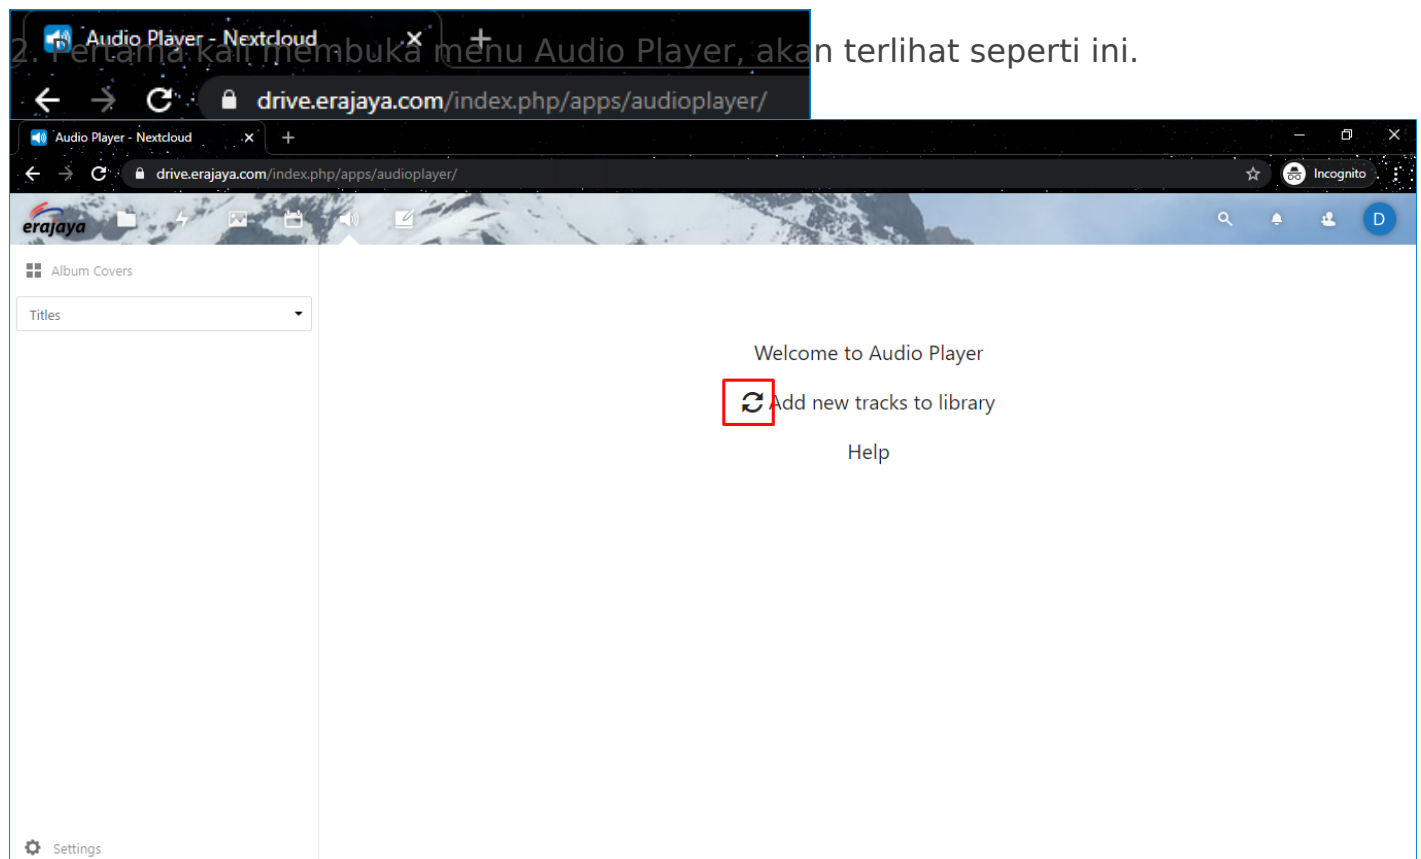 Audio Player - Nextcloud
2. Pertama kali membuka menu Audio Player, akan terlihat seperti ini.
drive.erajaya.com/index.php/apps/audioplayer/
Audio Player - Nextcloud
drive.erajaya.com/index.php/apps/audioplayer/
Incognito
erajaya
D
Album Covers
Titles
Welcome to Audio Player
Add new tracks to library
Help
Settings